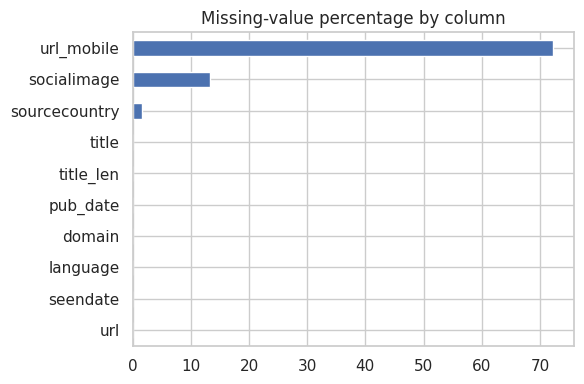 Missing-value percentage by column
url_mobile
socialimage
sourcecountry
title
title_len
pub_date
domain
language
seendate
url
0 10 20 30 40 50 60 70